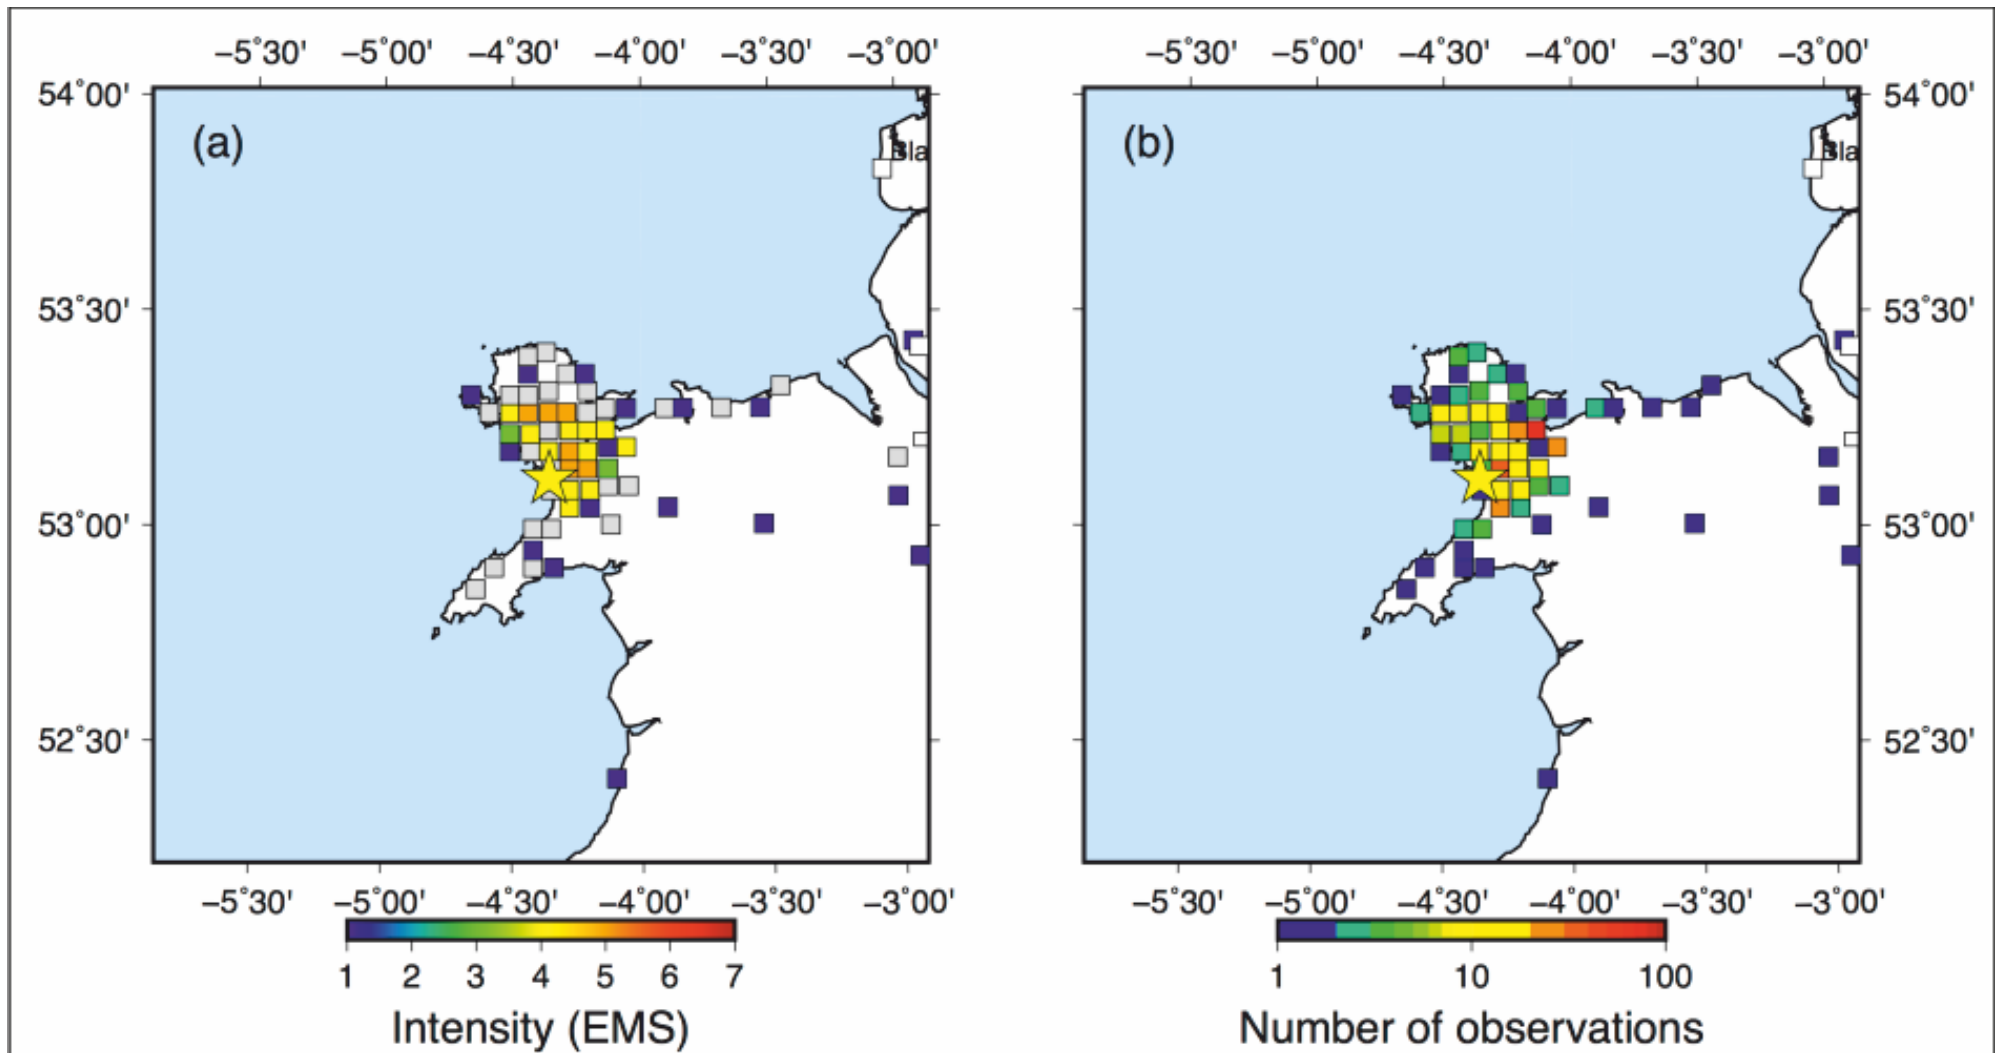 −5˚30' −5˚00' −4˚30' −4˚00' −3˚30' −3˚00'
54˚00'
53˚30'
53˚00'
52˚30'
(a)
Bla
−5˚30' −5˚00' −4˚30' −4˚00' −3˚30' −3˚00'
1 2 3 4 5 6 7
Intensity (EMS)
−5˚30' −5˚00' −4˚30' −4˚00' −3˚30' −3˚00'
(b)
Bla
54˚00'
53˚30'
53˚00'
52˚30'
−5˚30' −5˚00' −4˚30' −4˚00' −3˚30' −3˚00'
1 10 100
Number of observations